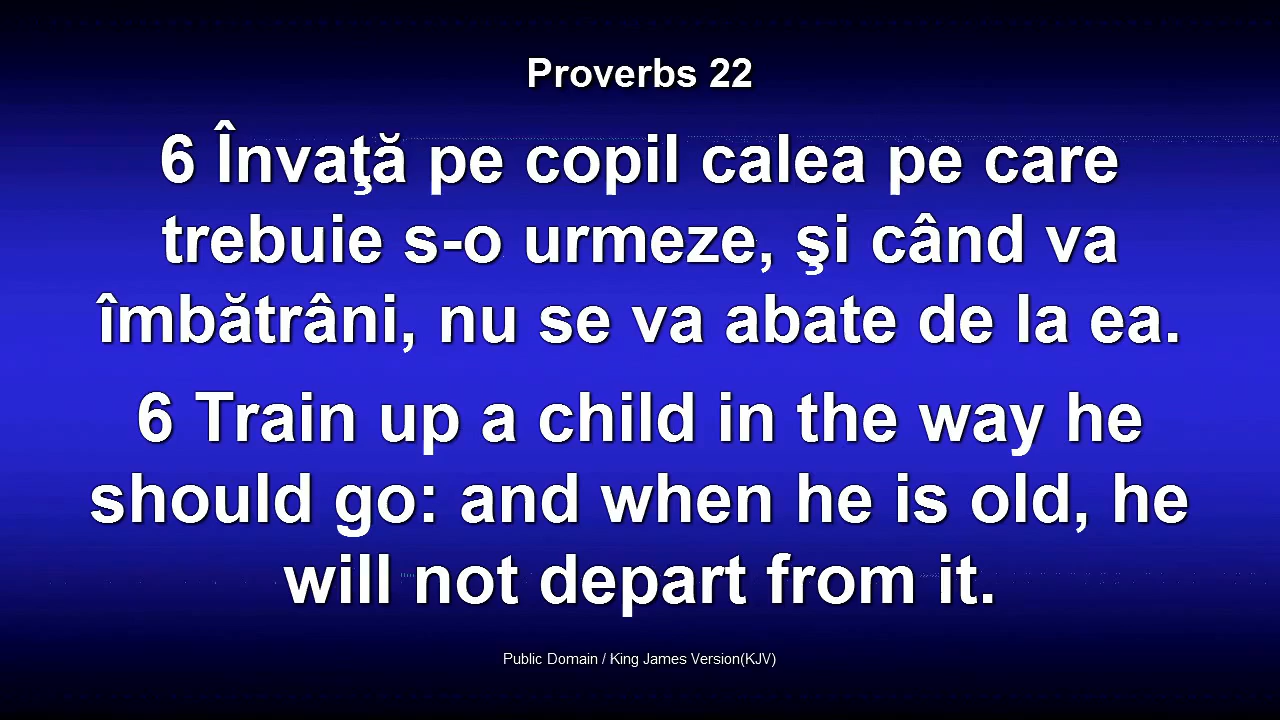 Proverbs 22
6 Învaţă pe copil calea pe care
trebuie s-o urmeze, şi când va
îmbătrâni, nu se va abate de la ea.
6 Train up a child in the way he
should go: and when he is old, he
will not depart from it.
Public Domain / King James Version(KJV)